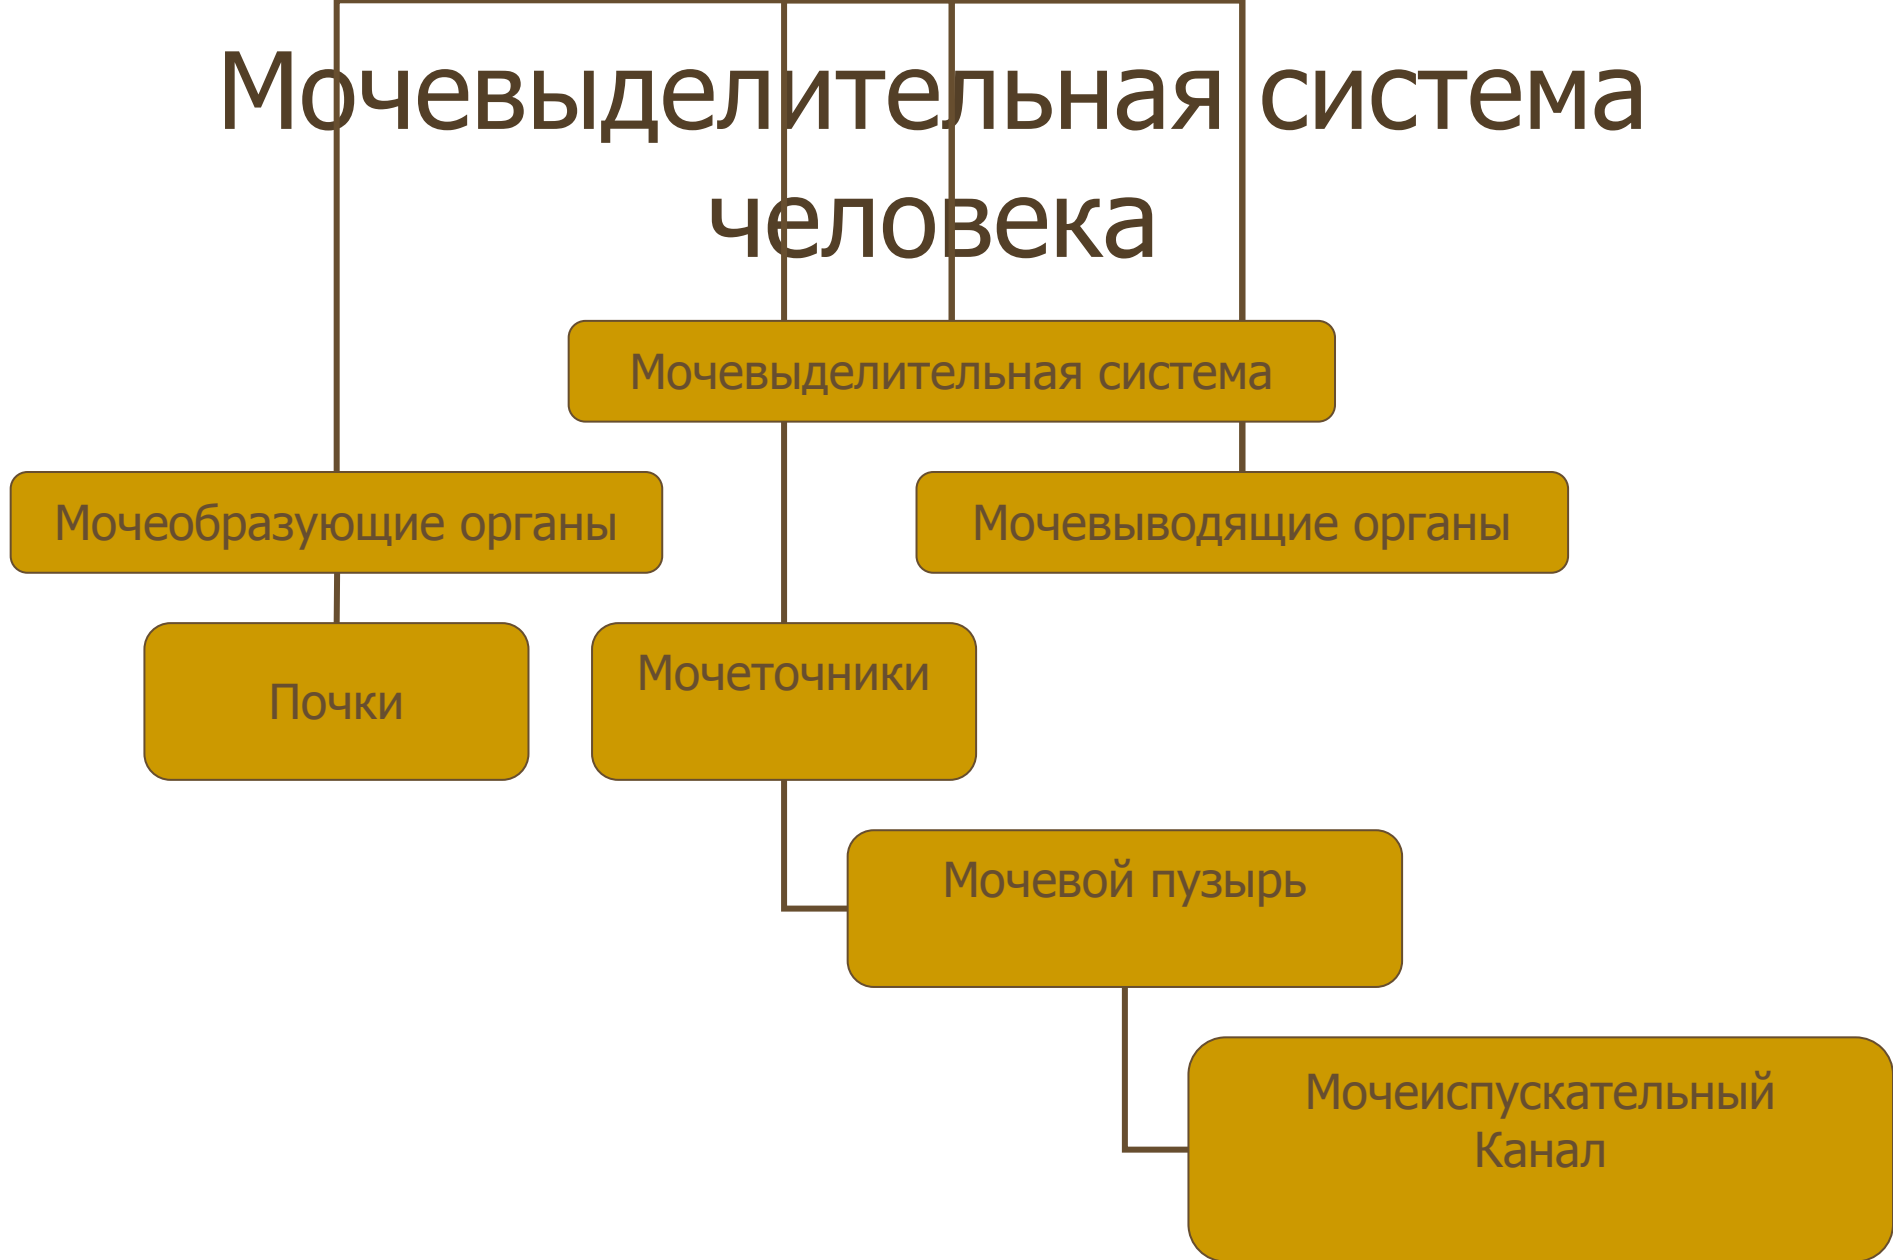 Мочевыделительная система
человека
Мочевыделительная система
Мочеобразующие органы
Мочевыводящие органы
Почки
Мочеточники
Мочевой пузырь
Мочеиспускательный
Канал